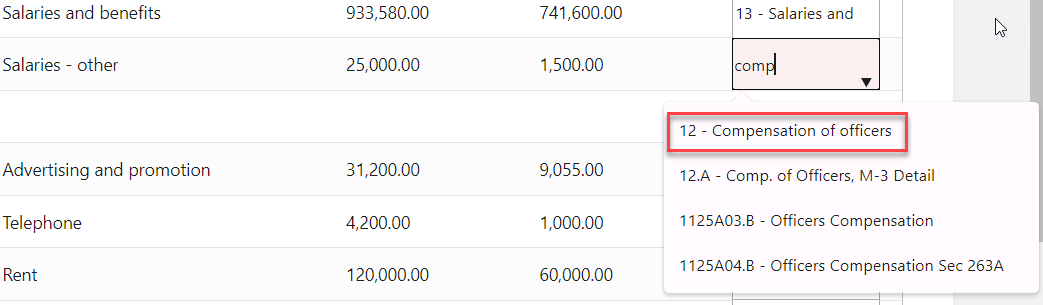 Salaries and benefits 933,580.00 741,600.00 13 - Salaries and
Salaries - other 25,000.00 1,500.00 comp
12 - Compensation of officers
Advertising and promotion 31,200.00 9,055.00
12.A - Comp. of Officers, M-3 Detail
Telephone 4,200.00 1,000.00
1125A03.B - Officers Compensation
Rent 120,000.00 60,000.00
1125A04.B - Officers Compensation Sec 263A